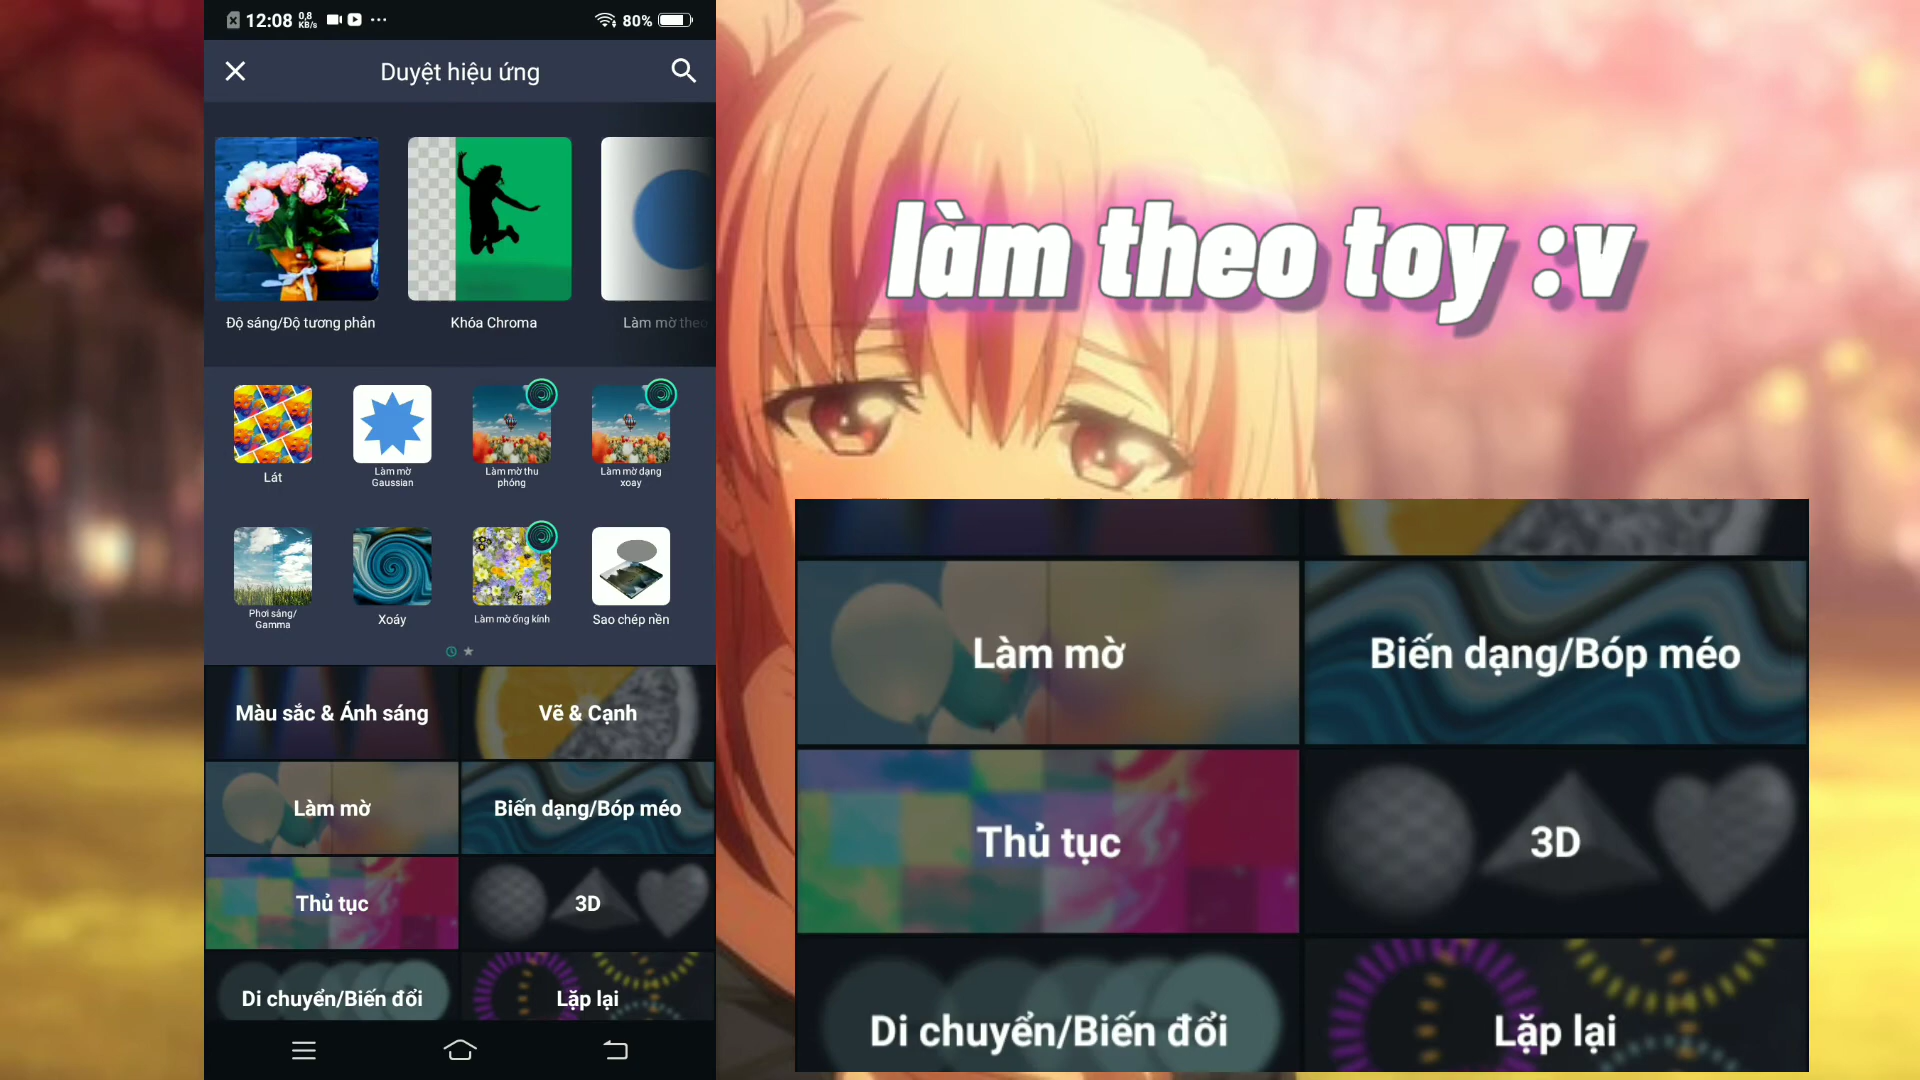 12:08 0,8 KB/s 80%
Duyệt hiệu ứng
làm theo toy :v
Độ sáng/Độ tương phản
Khóa Chroma
Làm mờ theo
Lát
Làm mờ
Gaussian
Làm mờ thu
phóng
Làm mờ dạng
xoay
Phơi sáng/
Gamma
Xoáy
Làm mờ ống kính
Sao chép nền
Màu sắc & Ánh sáng
Vẽ & Cạnh
Làm mờ
Biến dạng/Bóp méo
Thủ tục
3D
Di chuyển/Biến đổi
Lặp lại
Làm mờ
Biến dạng/Bóp méo
Thủ tục
3D
Di chuyển/Biến đổi
Lặp lại